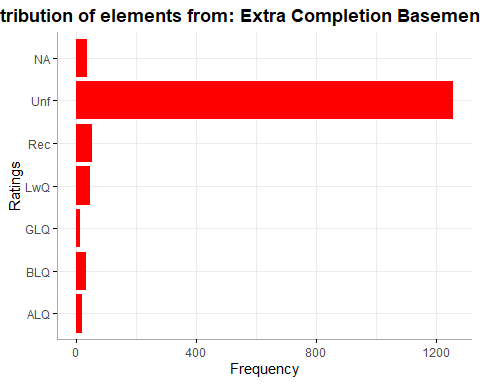 tribution of elements from: Extra Completion Basemen
NA
Unf
Rec
LwQ
GLQ
BLQ
ALQ
Ratings
0 400 800 1200
Frequency